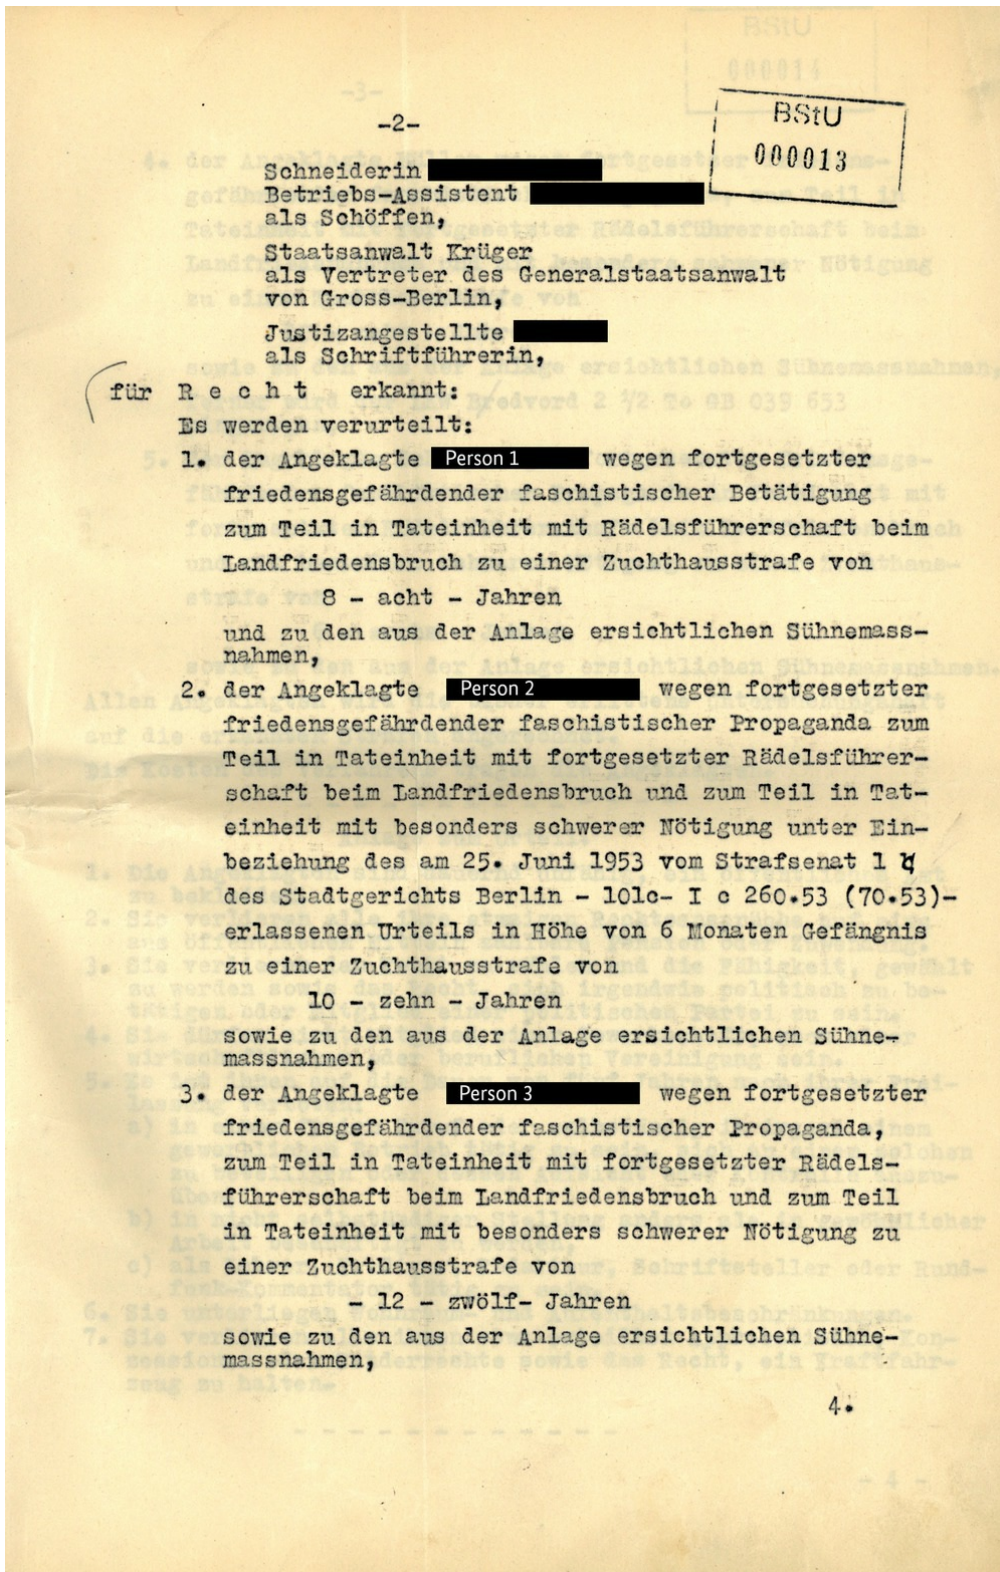 -2-
BStU
000013
Schneiderin
Betriebs-Assistent
als Schöffen,
Staatsanwalt Krüger
als Vertreter des Generalstaatsanwalt
von Gross-Berlin,
Justizangestellte
als Schriftführerin,
für R e c h t erkannt:
Es werden verurteilt:
1. der Angeklagte Person 1 wegen fortgesetzter
friedensgefährdender faschistischer Betätigung
zum Teil in Tateinheit mit Rädelsführerschaft beim
Landfriedensbruch zu einer Zuchthausstrafe von
8 - acht - Jahren
und zu den aus der Anlage ersichtlichen Sühnemass-
nahmen,
2. der Angeklagte Person 2 wegen fortgesetzter
friedensgefährdender faschistischer Propaganda zum
Teil in Tateinheit mit fortgesetzter Rädelsführer-
schaft beim Landfriedensbruch und zum Teil in Tat-
einheit mit besonders schwerer Nötigung unter Ein-
beziehung des am 25. Juni 1953 vom Strafsenat 1
des Stadtgerichts Berlin - 101c- I c 260.53 (70.53)-
erlassenen Urteils in Höhe von 6 Monaten Gefängnis
zu einer Zuchthausstrafe von
10 - zehn - Jahren
sowie zu den aus der Anlage ersichtlichen Sühne-
massnahmen,
3. der Angeklagte Person 3 wegen fortgesetzter
friedensgefährdender faschistischer Propaganda,
zum Teil in Tateinheit mit fortgesetzter Rädels-
führerschaft beim Landfriedensbruch und zum Teil
in Tateinheit mit besonders schwerer Nötigung zu
einer Zuchthausstrafe von
- 12 - zwölf- Jahren
sowie zu den aus der Anlage ersichtlichen Sühne-
massnahmen,
4.